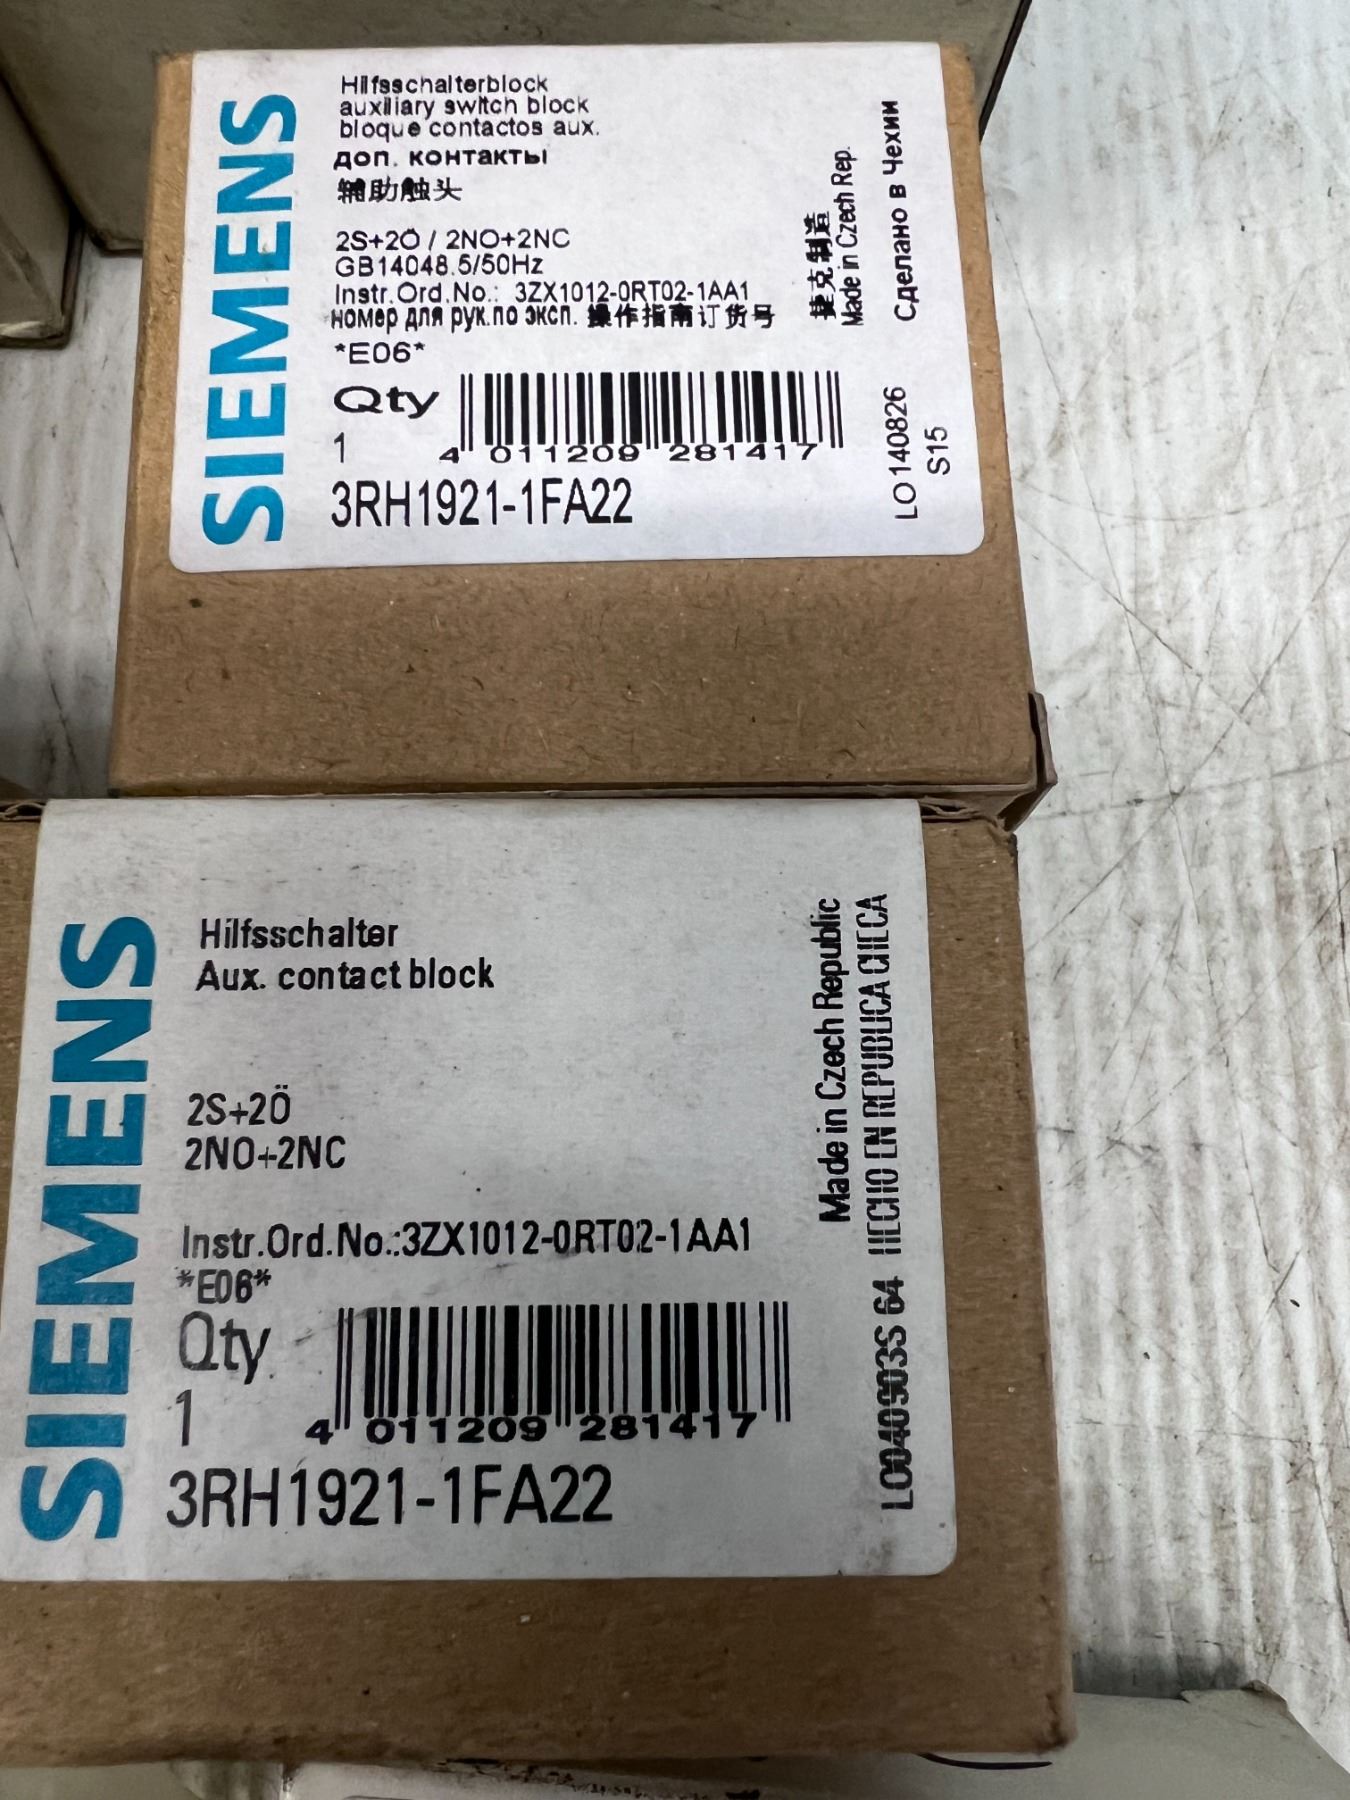 SIEMENS
Hilfsschalterblock
auxiliary switch block
bloque contactos aux.
доп. контакты
辅助触头
2S+2Ö / 2NO+2NC
GB14048.5/50Hz
Instr.Ord.No.: 3ZX1012-0RT02-1AA1
номер для рук.по эксп. 操作指南订货号
*E06*
Qty
1
4 011209 281417
3RH1921-1FA22
捷克制造
Made in Czech Rep.
Сделано в Чехии
LO 140826
S15
SIEMENS
Hilfsschalter
Aux. contact block
2S+2Ö
2NO+2NC
Instr.Ord.No.:3ZX1012-0RT02-1AA1
*E06*
Qty
1
4 011209 281417
3RH1921-1FA22
Made in Czech Republic
HECHO EN REPUBLICA CHECA
LO040903S 64